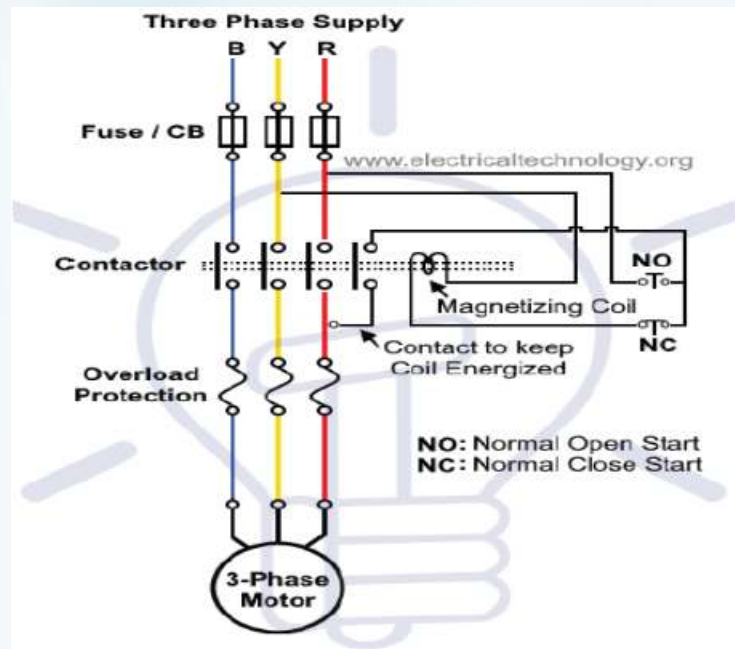 Three Phase Supply
B Y R
Fuse / CB
www.electricaltechnology.org
Contactor
NO
Magnetizing Coil
NC
Contact to keep
Coil Energized
Overload
Protection
NO: Normal Open Start
NC: Normal Close Start
3-Phase
Motor